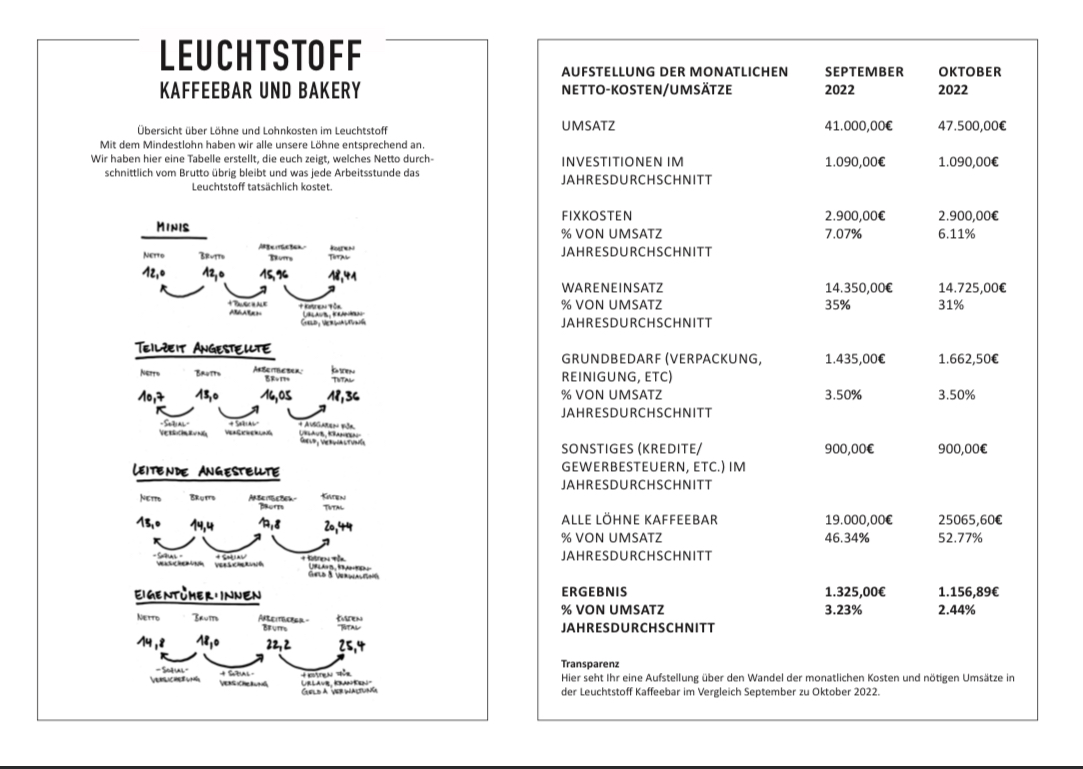 LEUCHTSTOFF
KAFFEEBAR UND BAKERY
Übersicht über Löhne und Lohnkosten im Leuchtstoff
Mit dem Mindestlohn haben wir alle unsere Löhne entsprechend an.
Wir haben hier eine Tabelle erstellt, die euch zeigt, welches Netto durch-
schnittlich vom Brutto übrig bleibt und was jede Arbeitsstunde das
Leuchtstoff tatsächlich kostet.
MINIS
NETTO BRUTTO ARBEITGEBER- KOSTEN
BRUTTO TOTAL
12,0 12,0 15,96 18,41
+ PAUSCHALE + KOSTEN FÜR
ABGABEN URLAUB, KRANKEN-
GELD, VERWALTUNG
TEILZEIT ANGESTELLTE
NETTO BRUTTO ARBEITGEBER- KOSTEN
BRUTTO TOTAL
10,7 13,0 16,05 18,36
-SOZIAL- + SOZIAL + AUSGABEN FÜR
VERSICHERUNG VERSICHERUNG URLAUB, KRANKEN-
GELD, VERWALTUNG
LEITENDE ANGESTELLTE
NETTO BRUTTO ARBEITGEBER- KOSTEN
BRUTTO TOTAL
13,0 14,4 17,8 20,44
-SOZIAL- + SOZIAL + KOSTEN FÜR
VERSICHERUNG VERSICHERUNG URLAUB, KRANKEN-
GELD & VERWALTUNG
EIGENTÜMER·INNEN
NETTO BRUTTO ARBEITGEBER- KOSTEN
BRUTTO TOTAL
14,8 18,0 22,2 25,4
-SOZIAL- + SOZIAL- + KOSTEN FÜR
VERSICHERUNG VERSICHERUNG URLAUB, KRANKEN-
GELD & VERWALTUNG
AUFSTELLUNG DER MONATLICHEN SEPTEMBER OKTOBER
NETTO-KOSTEN/UMSÄTZE 2022 2022
UMSATZ 41.000,00€ 47.500,00€
INVESTITIONEN IM 1.090,00€ 1.090,00€
JAHRESDURCHSCHNITT
FIXKOSTEN 2.900,00€ 2.900,00€
% VON UMSATZ 7.07% 6.11%
JAHRESDURCHSCHNITT
WARENEINSATZ 14.350,00€ 14.725,00€
% VON UMSATZ 35% 31%
JAHRESDURCHSCHNITT
GRUNDBEDARF (VERPACKUNG, 1.435,00€ 1.662,50€
REINIGUNG, ETC)
% VON UMSATZ 3.50% 3.50%
JAHRESDURCHSCHNITT
SONSTIGES (KREDITE/ 900,00€ 900,00€
GEWERBESTEUERN, ETC.) IM
JAHRESDURCHSCHNITT
ALLE LÖHNE KAFFEEBAR 19.000,00€ 25065,60€
% VON UMSATZ 46.34% 52.77%
JAHRESDURCHSCHNITT
ERGEBNIS 1.325,00€ 1.156,89€
% VON UMSATZ 3.23% 2.44%
JAHRESDURCHSCHNITT
Transparenz
Hier seht Ihr eine Aufstellung über den Wandel der monatlichen Kosten und nötigen Umsätze in
der Leuchtstoff Kaffeebar im Vergleich September zu Oktober 2022.